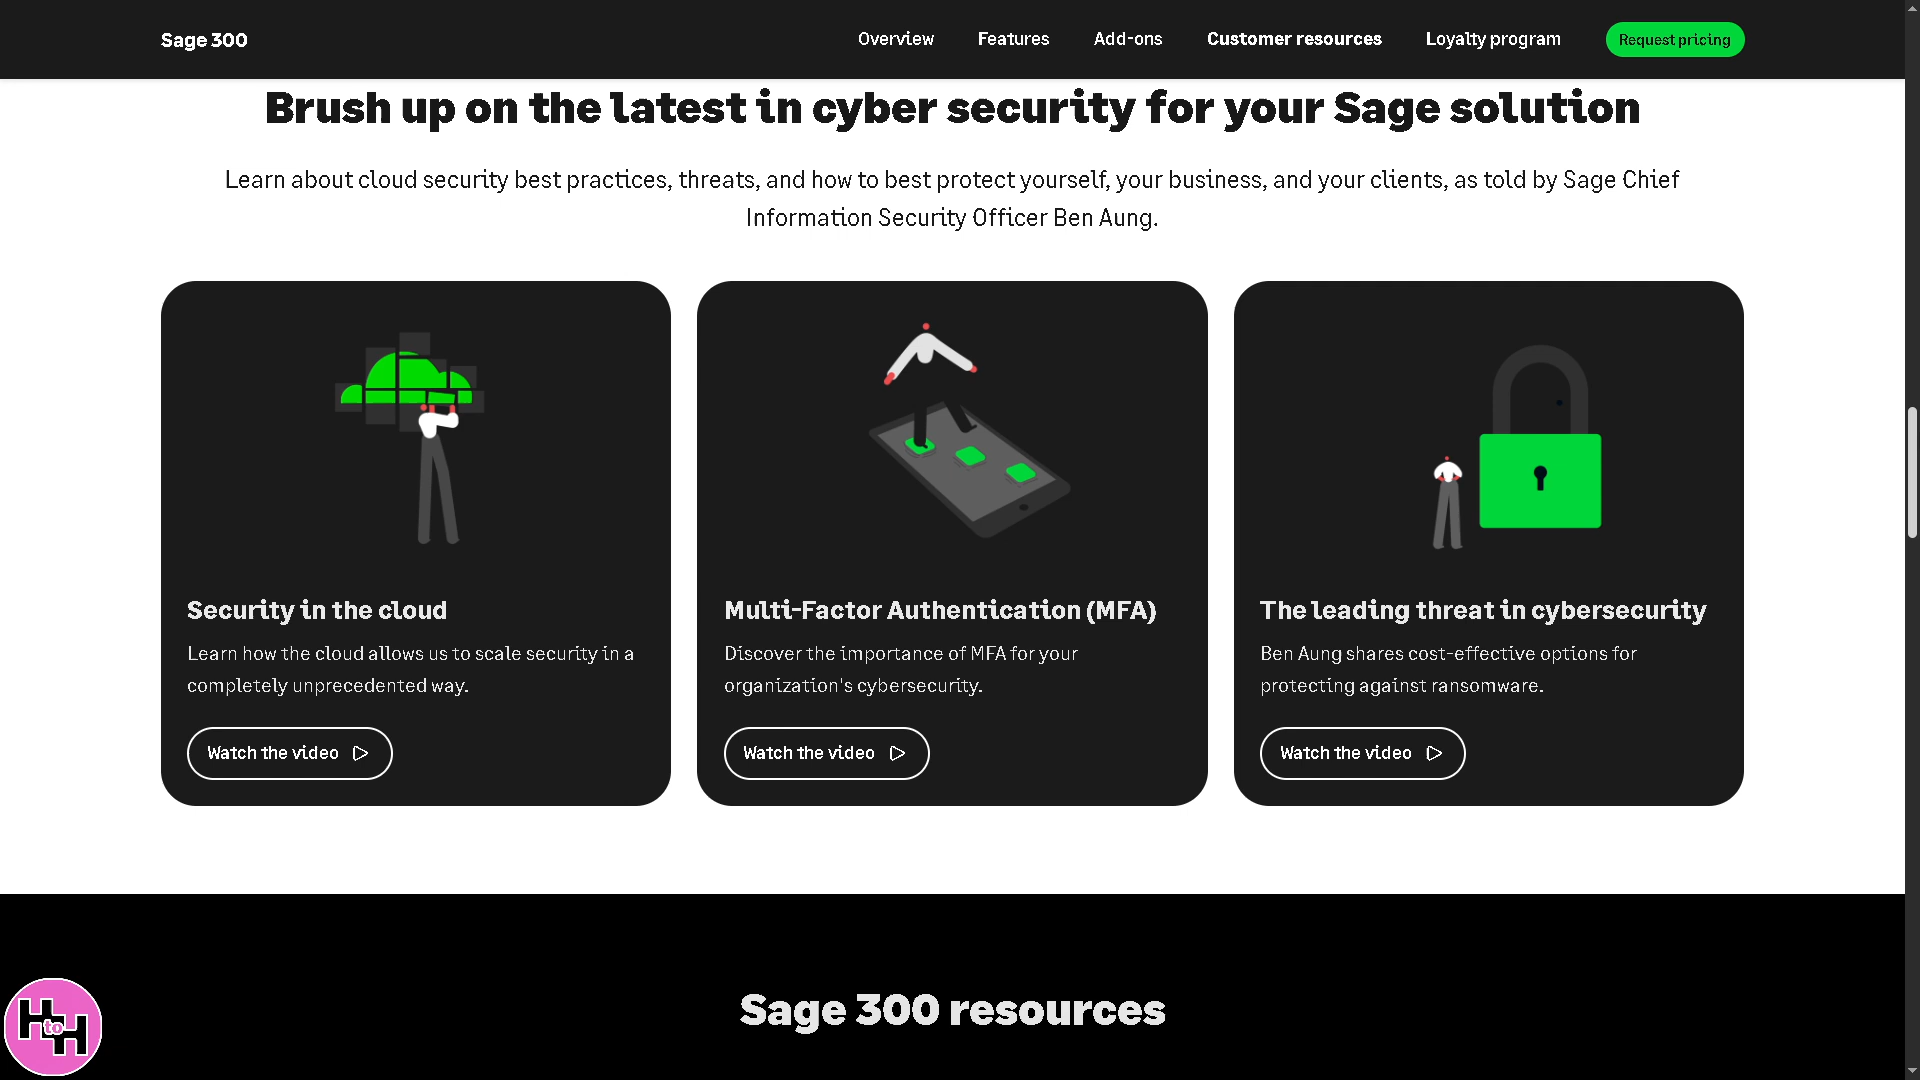 Sage 300
Overview
Features
Add-ons
Customer resources
Loyalty program
Request pricing
Brush up on the latest in cyber security for your Sage solution
Learn about cloud security best practices, threats, and how to best protect yourself, your business, and your clients, as told by Sage Chief
Information Security Officer Ben Aung.
Security in the cloud
Learn how the cloud allows us to scale security in a
completely unprecedented way.
Watch the video
Multi-Factor Authentication (MFA)
Discover the importance of MFA for your
organization's cybersecurity.
Watch the video
The leading threat in cybersecurity
Ben Aung shares cost-effective options for
protecting against ransomware.
Watch the video
Sage 300 resources
H to H